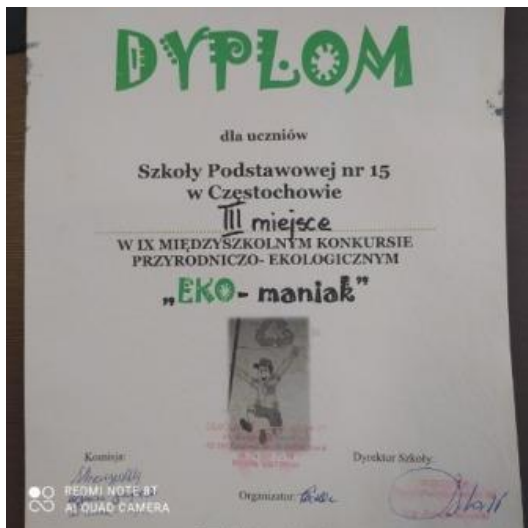 DYPLOM
dla uczniów
Szkoły Podstawowej nr 15
w Częstochowie
III miejsce
W IX MIĘDZYSZKOLNYM KONKURSIE
PRZYRODNICZO- EKOLOGICZNYM
„EKO- maniak"
Komisja:
Dyrektor Szkoły:
Organizator:
REDMI NOTE 8T
AI QUAD CAMERA